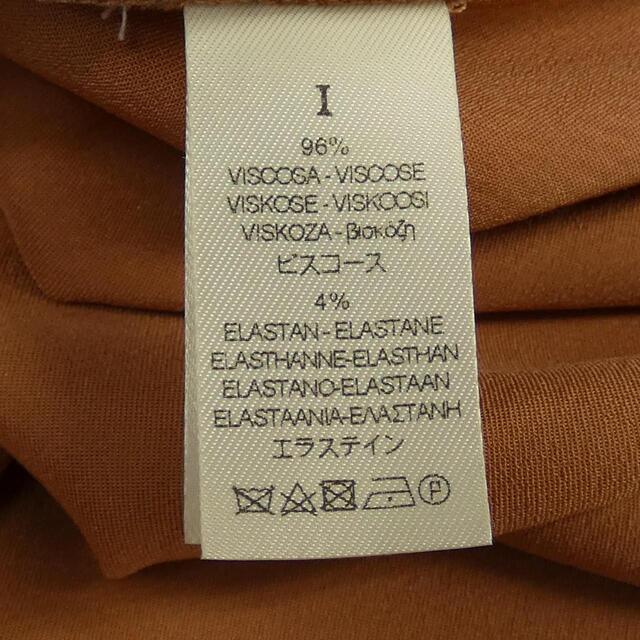 I
96%
VISCOSA - VISCOSE
VISKOSE - VISKOOSI
VISKOZA - βισκόζη
ビスコース
4%
ELASTAN - ELASTANE
ELASTHANNE-ELASTHAN
ELASTANO-ELASTAAN
ELASTAANIA-ΕΛΑΣΤΑΝΗ
エラステイン
P